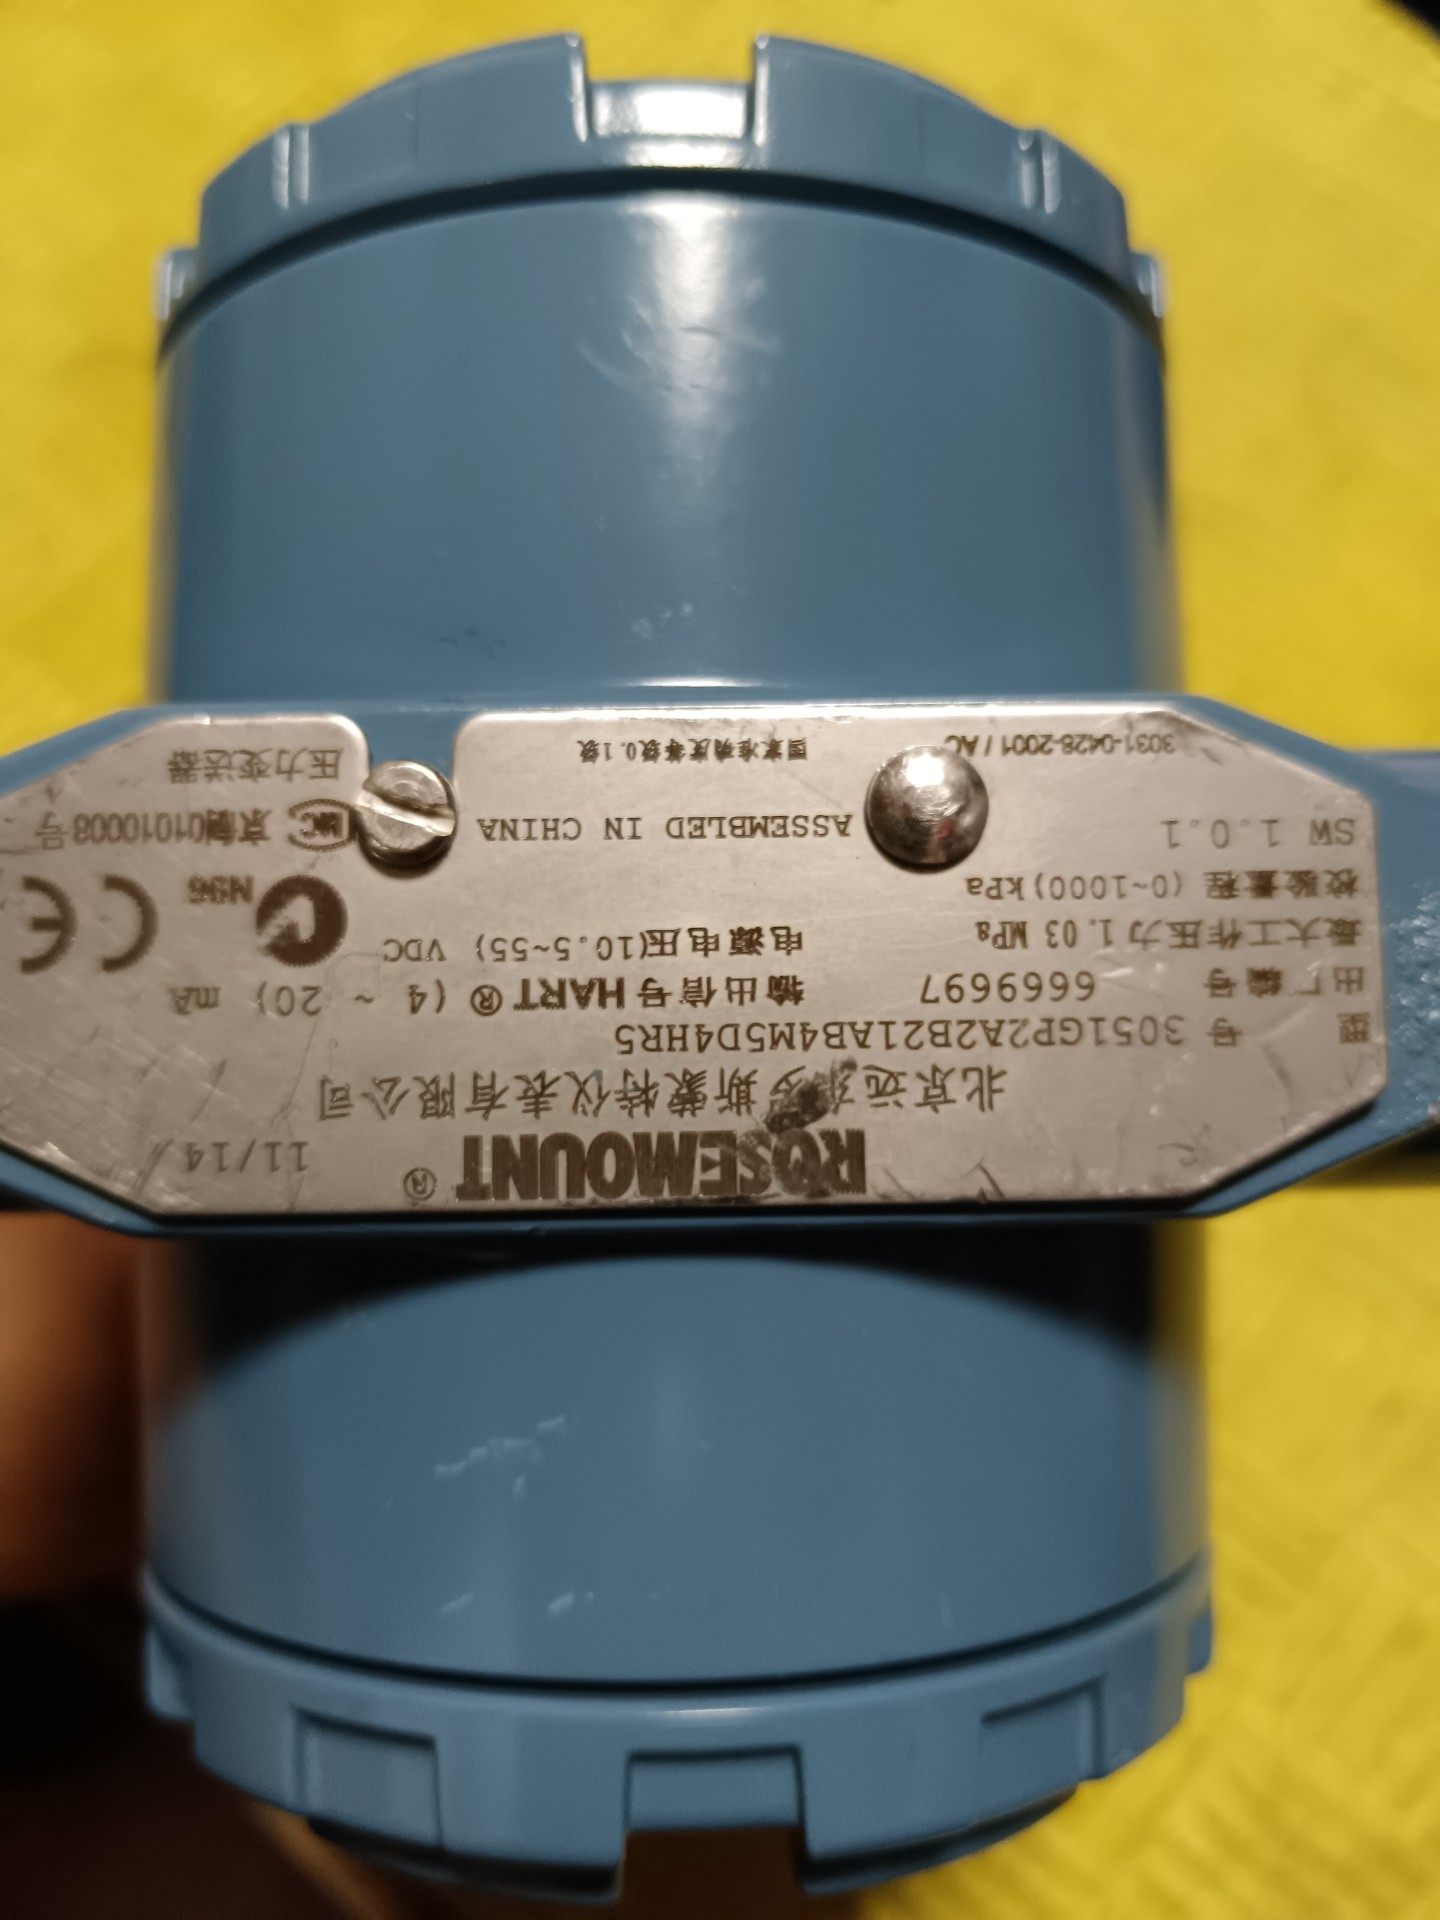 ROSEMOUNT ®
11/14
北京远东罗斯蒙特仪表有限公司
型 号 3051GP2A2B21AB4M5D4HR5
出厂编号 6669697
输出信号HART® (4 ~ 20) mA
最大工作压力1.03 MPa
电源电压(10.5~55) VDC
校验量程 (0~1000)kPa
N96
CE
SW 1.0.1
ASSEMBLED IN CHINA
MC 京制01010008号
3031-0428-2001/AC
国家准确度等级0.1级
压力变送器